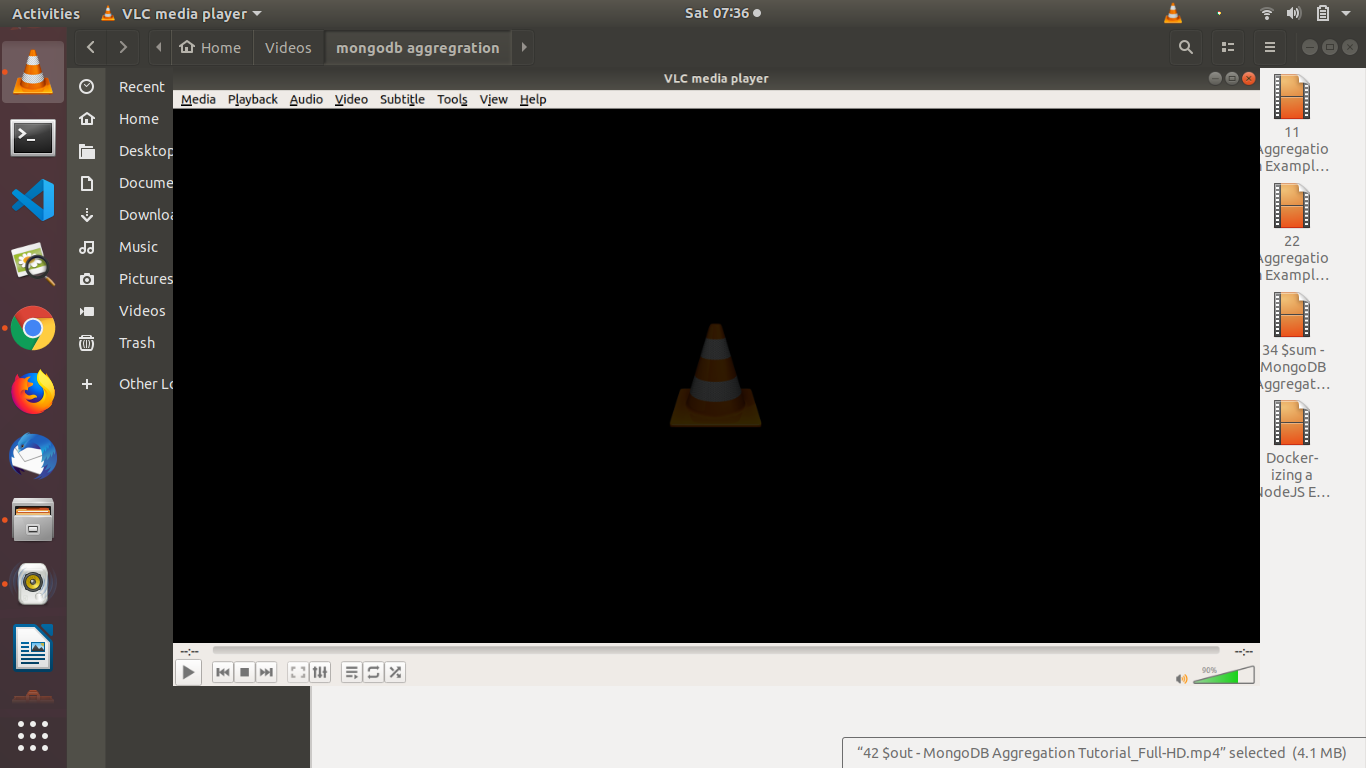 Activities VLC media player Sat 07:36
Home Videos mongodb aggregration
VLC media player
Media Playback Audio Video Subtitle Tools View Help
Recent
Home
Desktop
Docume
Downloa
Music
Pictures
Videos
Trash
Other Lo
11
Aggregatio
n Exampl…
22
Aggregatio
n Exampl…
34 $sum -
MongoDB
Aggregat…
Docker-
izing a
NodeJS E…
--:-- --:--
90%
“42 $out - MongoDB Aggregation Tutorial_Full-HD.mp4” selected (4.1 MB)